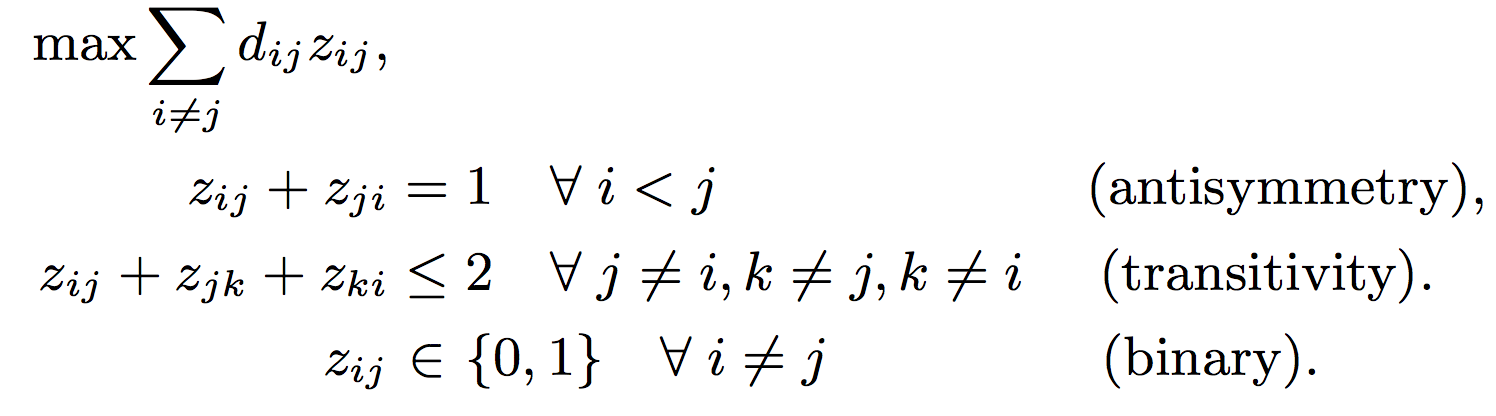 max ∑_{i≠j} d_{ij} z_{ij},
z_{ij} + z_{ji} = 1 ∀ i < j (antisymmetry),
z_{ij} + z_{jk} + z_{ki} ≤ 2 ∀ j ≠ i, k ≠ j, k ≠ i (transitivity).
z_{ij} ∈ {0, 1} ∀ i ≠ j (binary).